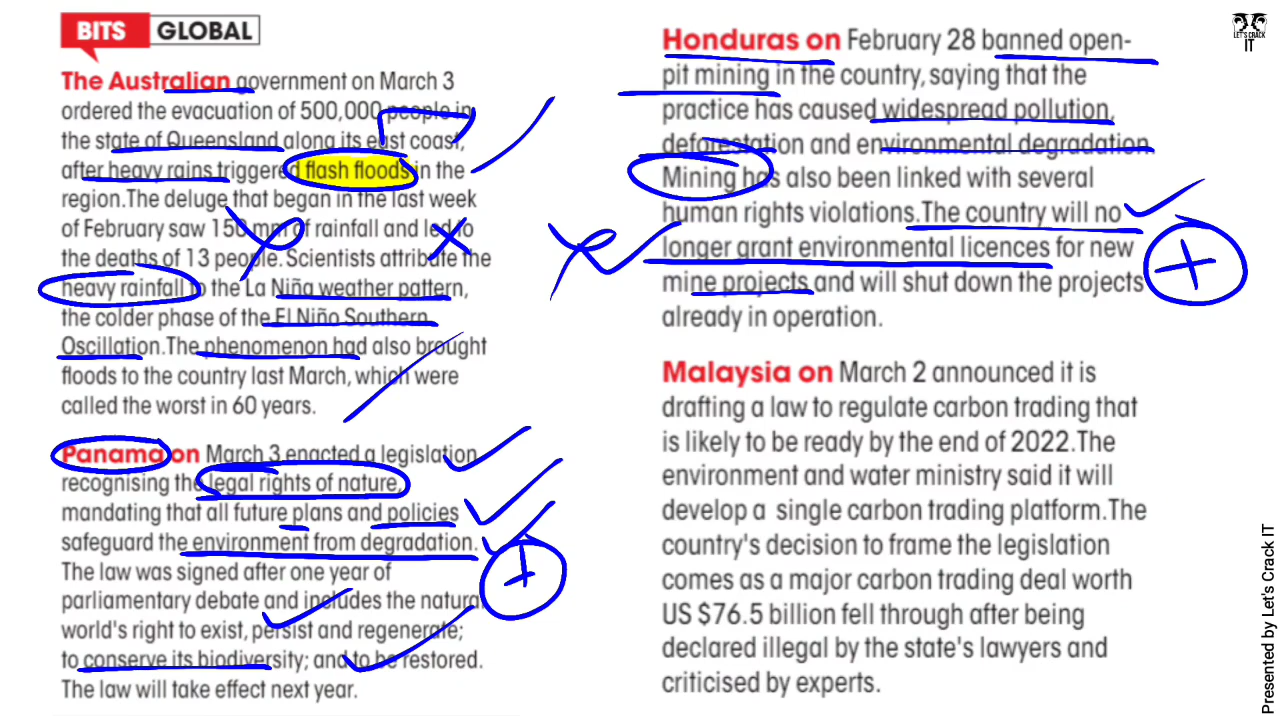 BITS GLOBAL
The Australian government on March 3
ordered the evacuation of 500,000 people in
the state of Queensland along its east coast,
after heavy rains triggered flash floods in the
region.The deluge that began in the last week
of February saw 150 mm of rainfall and led to
the deaths of 13 people. Scientists attribute the
heavy rainfall to the La Niña weather pattern,
the colder phase of the El Niño Southern
Oscillation.The phenomenon had also brought
floods to the country last March, which were
called the worst in 60 years.
Panama on March 3 enacted a legislation
recognising the legal rights of nature,
mandating that all future plans and policies
safeguard the environment from degradation.
The law was signed after one year of
parliamentary debate and includes the natural
world's right to exist, persist and regenerate;
to conserve its biodiversity; and to be restored.
The law will take effect next year.
Honduras on February 28 banned open-
pit mining in the country, saying that the
practice has caused widespread pollution,
deforestation and environmental degradation.
Mining has also been linked with several
human rights violations.The country will no
longer grant environmental licences for new
mine projects and will shut down the projects
already in operation.
Malaysia on March 2 announced it is
drafting a law to regulate carbon trading that
is likely to be ready by the end of 2022.The
environment and water ministry said it will
develop a single carbon trading platform.The
country's decision to frame the legislation
comes as a major carbon trading deal worth
US $76.5 billion fell through after being
declared illegal by the state's lawyers and
criticised by experts.
LET'S CRACK
IT
Presented by Let's Crack IT